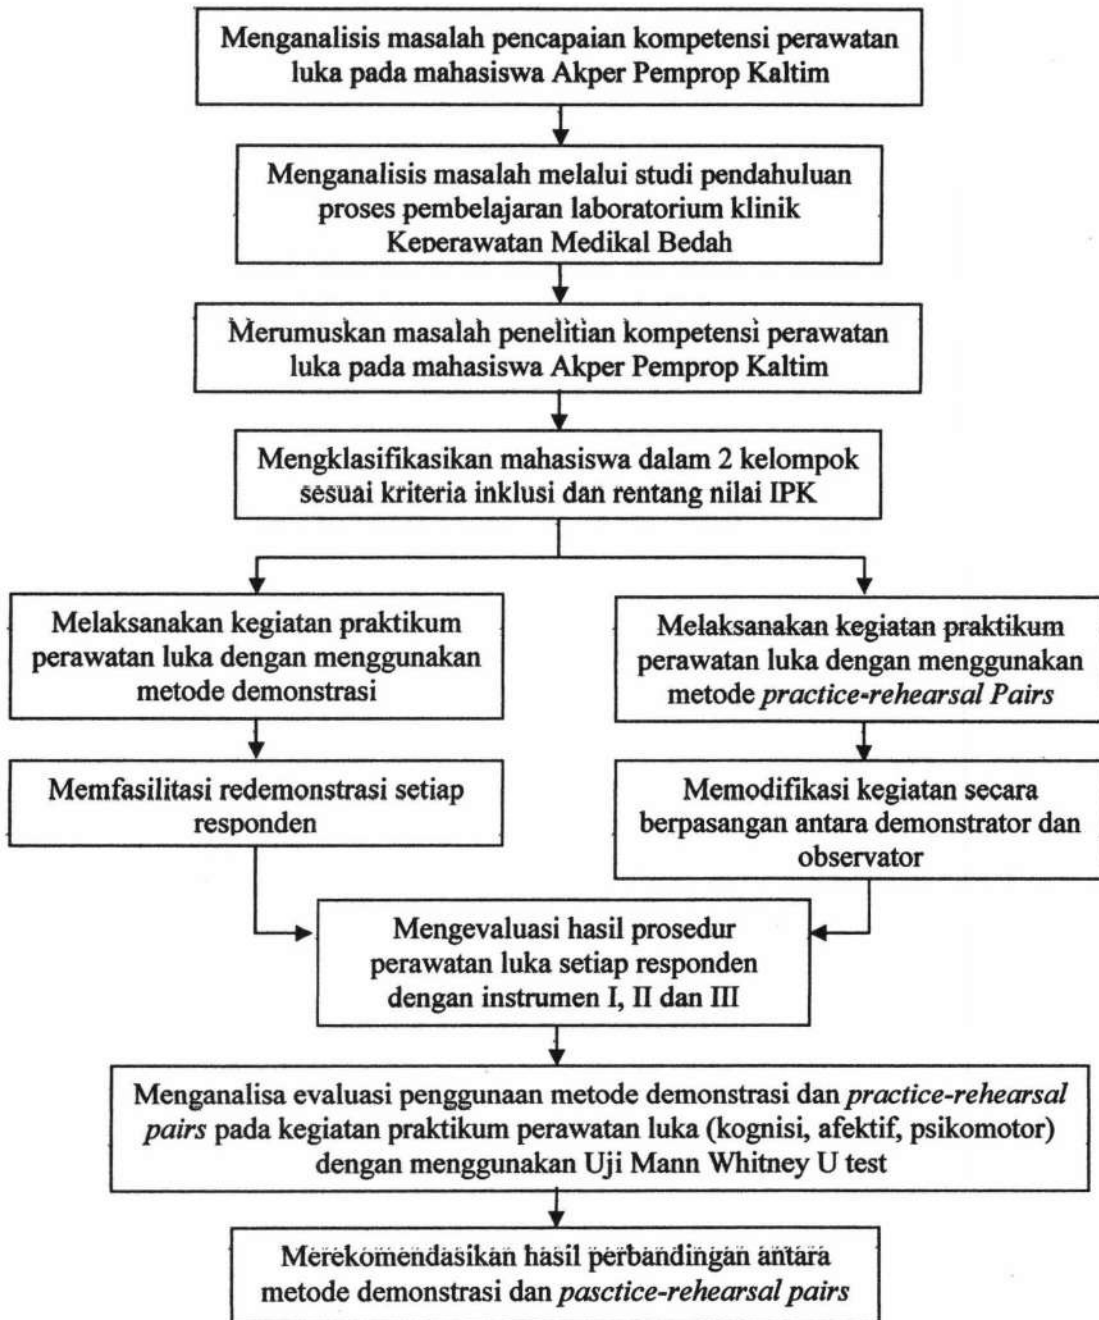 Menganalisis masalah pencapaian kompetensi perawatan
luka pada mahasiswa Akper Pemprop Kaltim
Menganalisis masalah melalui studi pendahuluan
proses pembelajaran laboratorium klinik
Keperawatan Medikal Bedah
Merumuskan masalah penelitian kompetensi perawatan
luka pada mahasiswa Akper Pemprop Kaltim
Mengklasifikasikan mahasiswa dalam 2 kelompok
sesuai kriteria inklusi dan rentang nilai IPK
Melaksanakan kegiatan praktikum
perawatan luka dengan menggunakan
metode demonstrasi
Memfasilitasi redemonstrasi setiap
responden
Melaksanakan kegiatan praktikum
perawatan luka dengan menggunakan
metode practice-rehearsal Pairs
Memodifikasi kegiatan secara
berpasangan antara demonstrator dan
observator
Mengevaluasi hasil prosedur
perawatan luka setiap responden
dengan instrumen I, II dan III
Menganalisa evaluasi penggunaan metode demonstrasi dan practice-rehearsal
pairs pada kegiatan praktikum perawatan luka (kognisi, afektif, psikomotor)
dengan menggunakan Uji Mann Whitney U test
Merekomendasikan hasil perbandingan antara
metode demonstrasi dan pasctice-rehearsal pairs